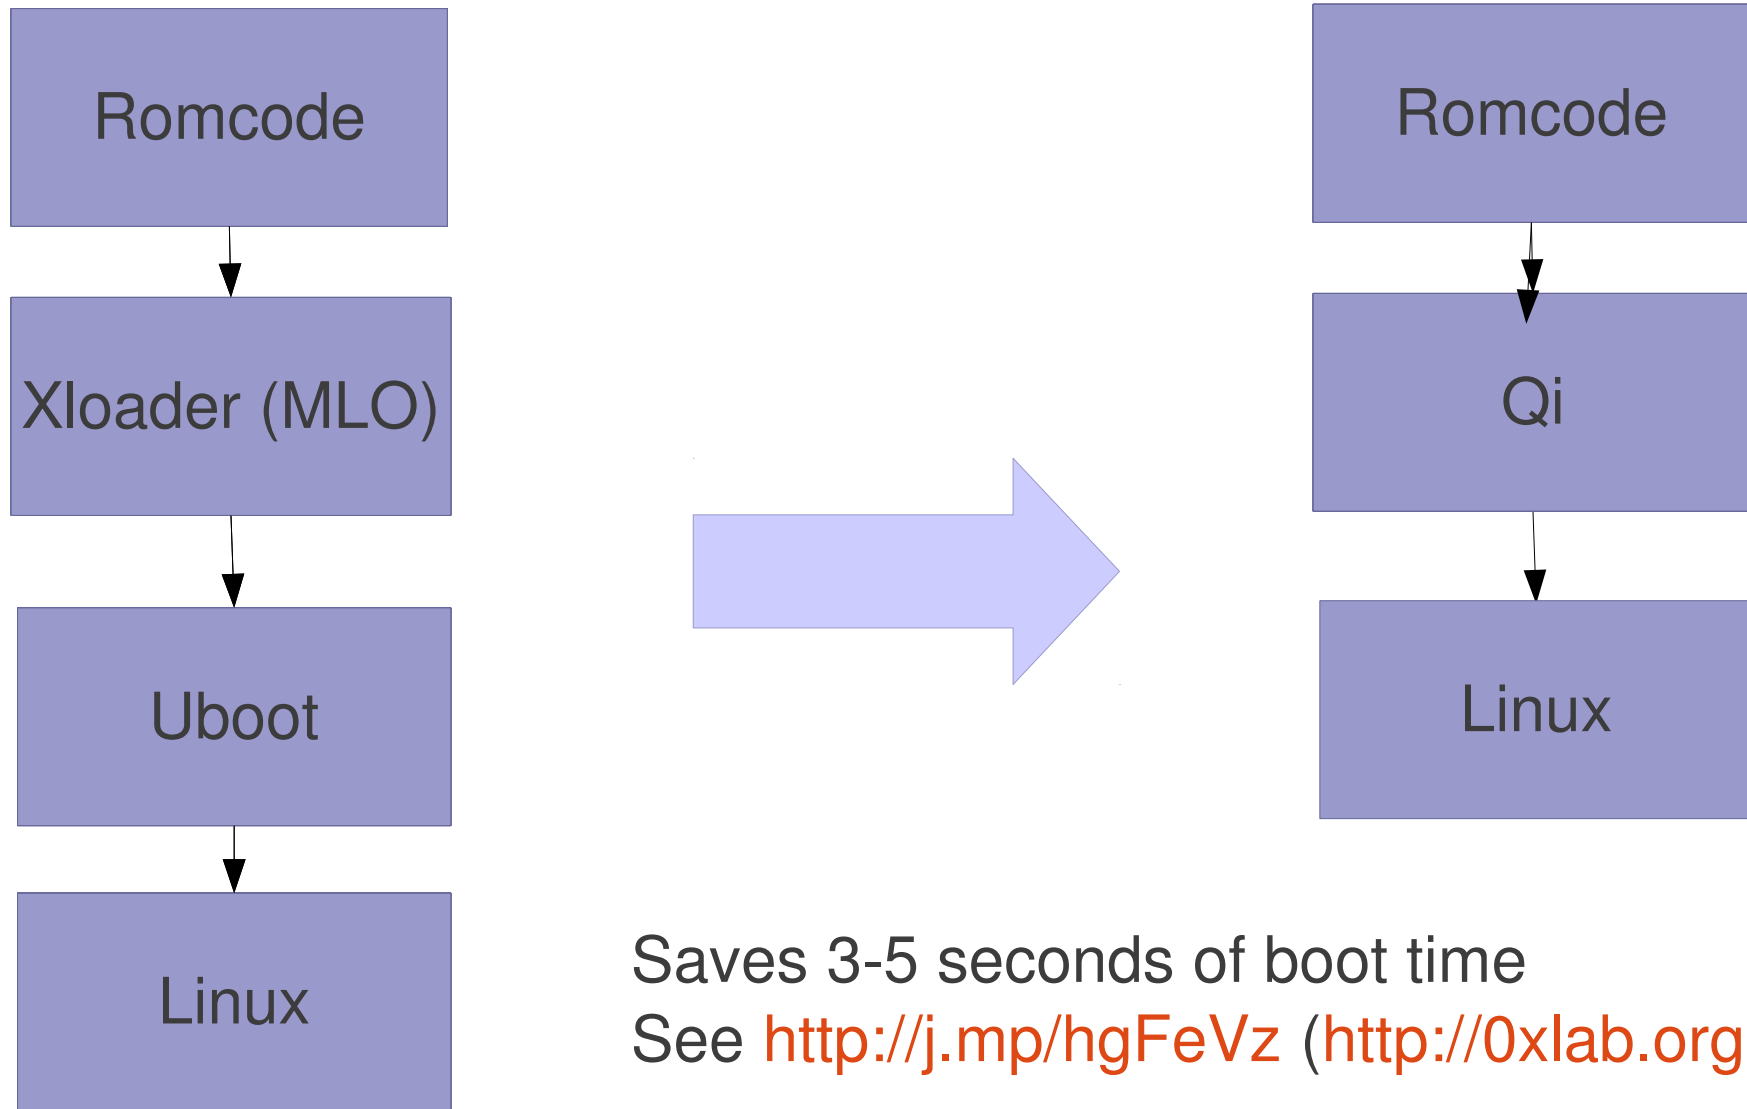 Romcode
Xloader (MLO)
Uboot
Linux
Romcode
Qi
Linux
Saves 3-5 seconds of boot time
See http://j.mp/hgFeVz (http://0xlab.org